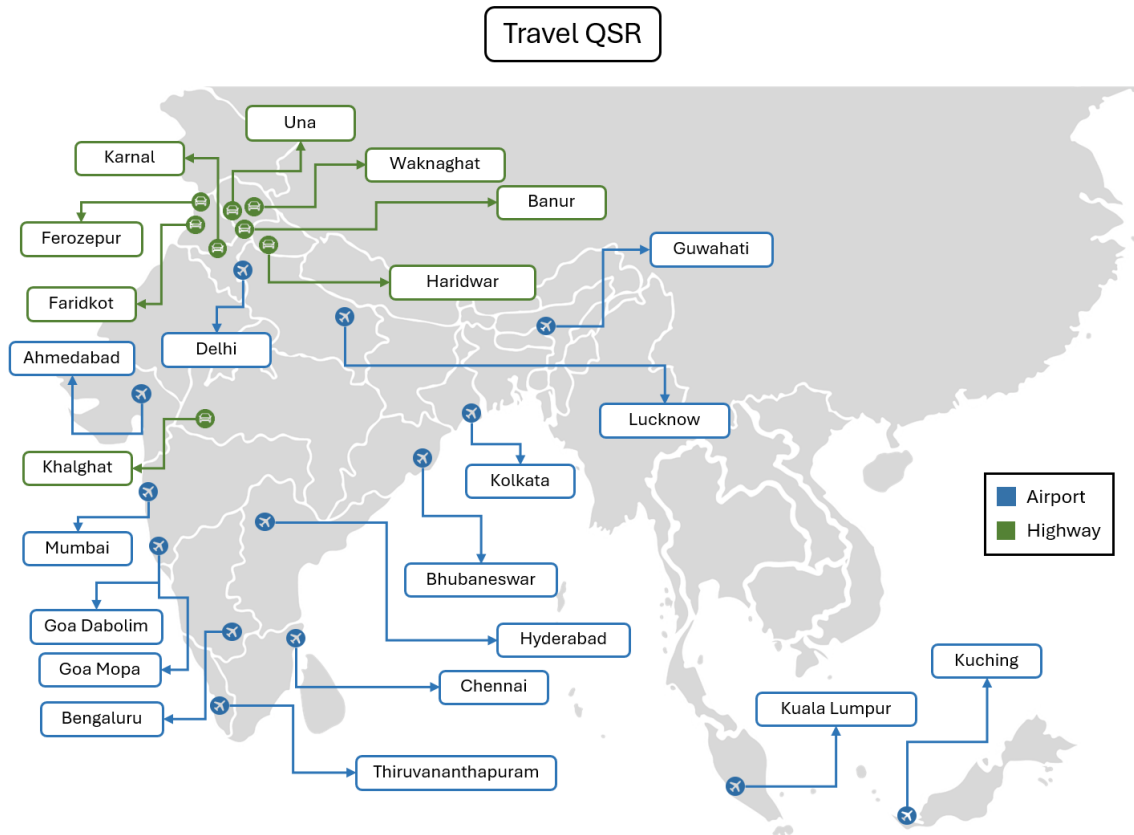 Travel QSR
Una
Karnal
Waknaghat
Banur
Ferozepur
Guwahati
Haridwar
Faridkot
Delhi
Ahmedabad
Lucknow
Khalghat
Kolkata
Airport
Highway
Mumbai
Bhubaneswar
Goa Dabolim
Hyderabad
Goa Mopa
Kuching
Chennai
Kuala Lumpur
Bengaluru
Thiruvananthapuram